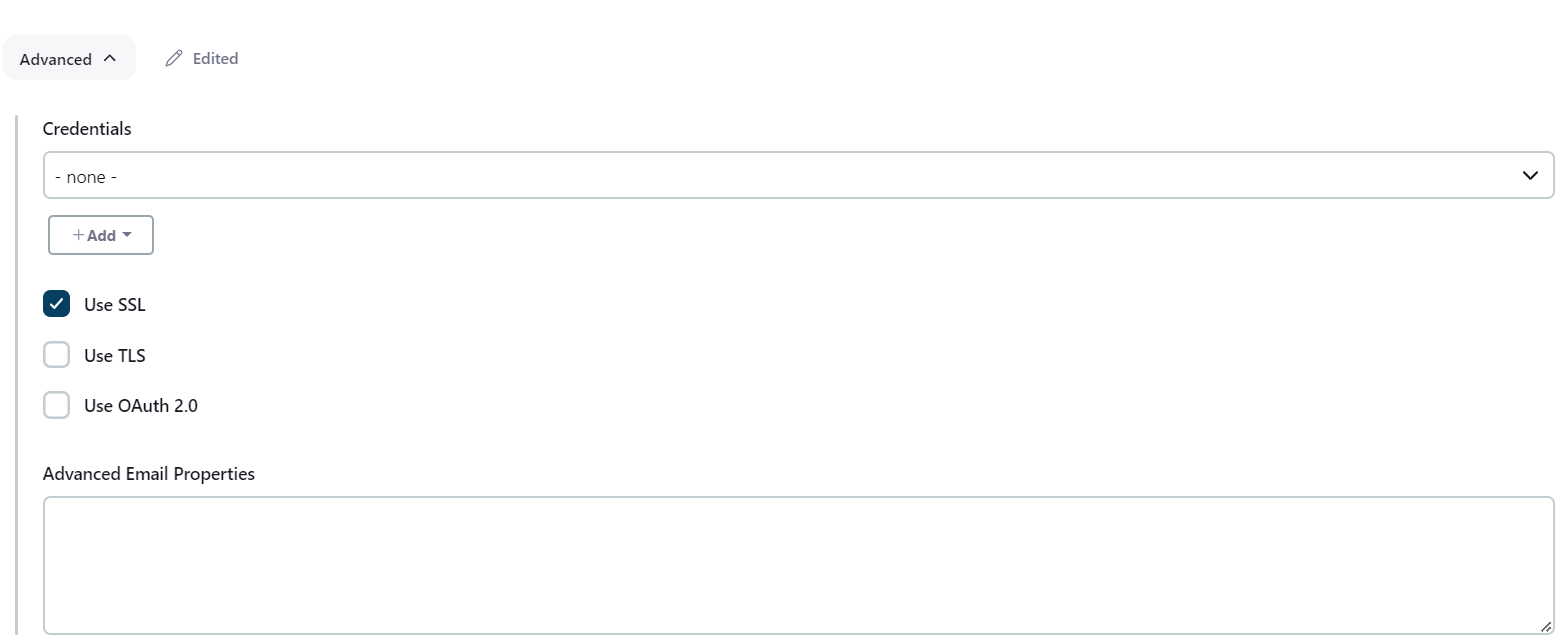 Advanced
Edited
Credentials
- none -
+ Add
Use SSL
Use TLS
Use OAuth 2.0
Advanced Email Properties